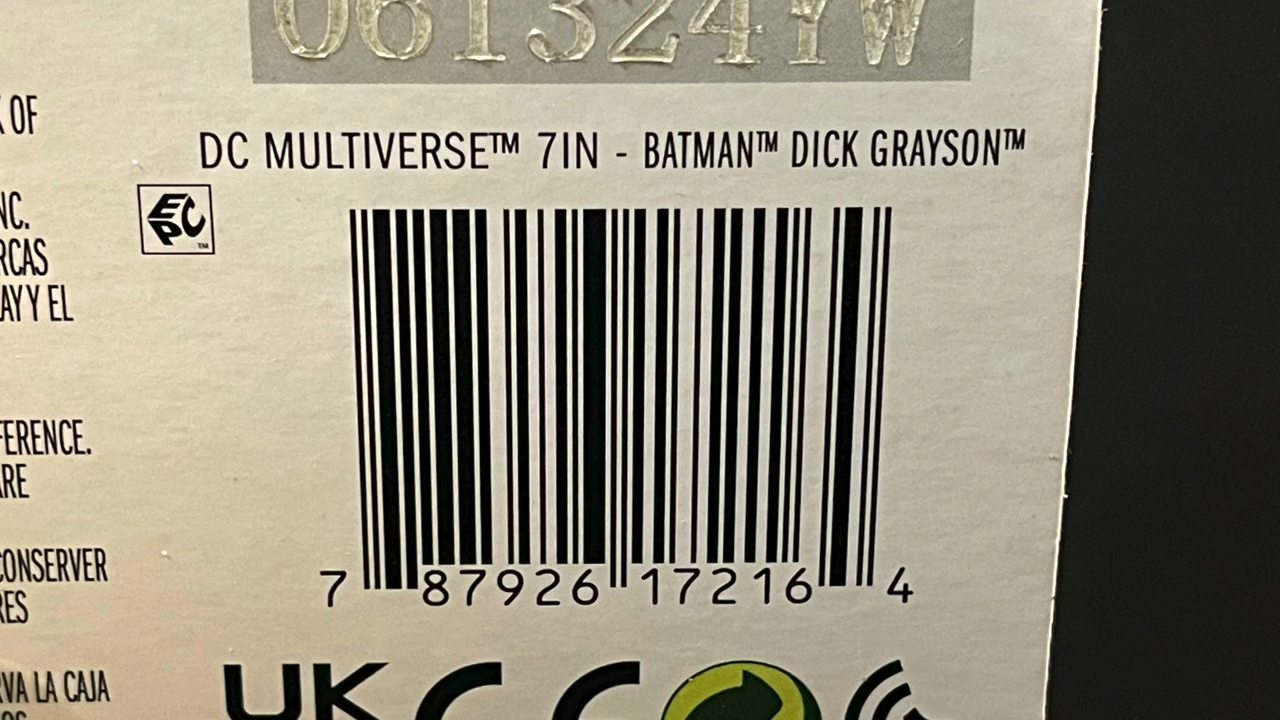 061324YW
OF
DC MULTIVERSE™ 7IN - BATMAN™ DICK GRAYSON™
EPC™
NC.
RCAS
AY Y EL
FERENCE.
ARE
CONSERVER
RES
7 87926 17216 4
VA LA CAJA
UK